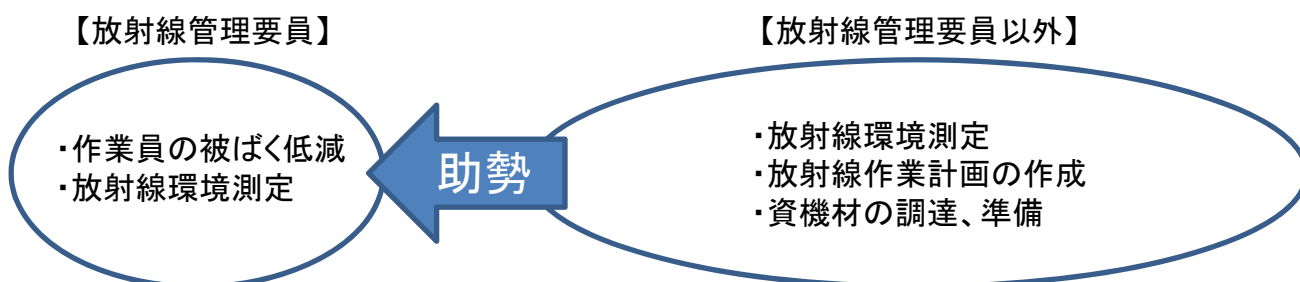 【放射線管理要員】
・作業員の被ばく低減
・放射線環境測定
助勢
【放射線管理要員以外】
・放射線環境測定
・放射線作業計画の作成
・資機材の調達、準備